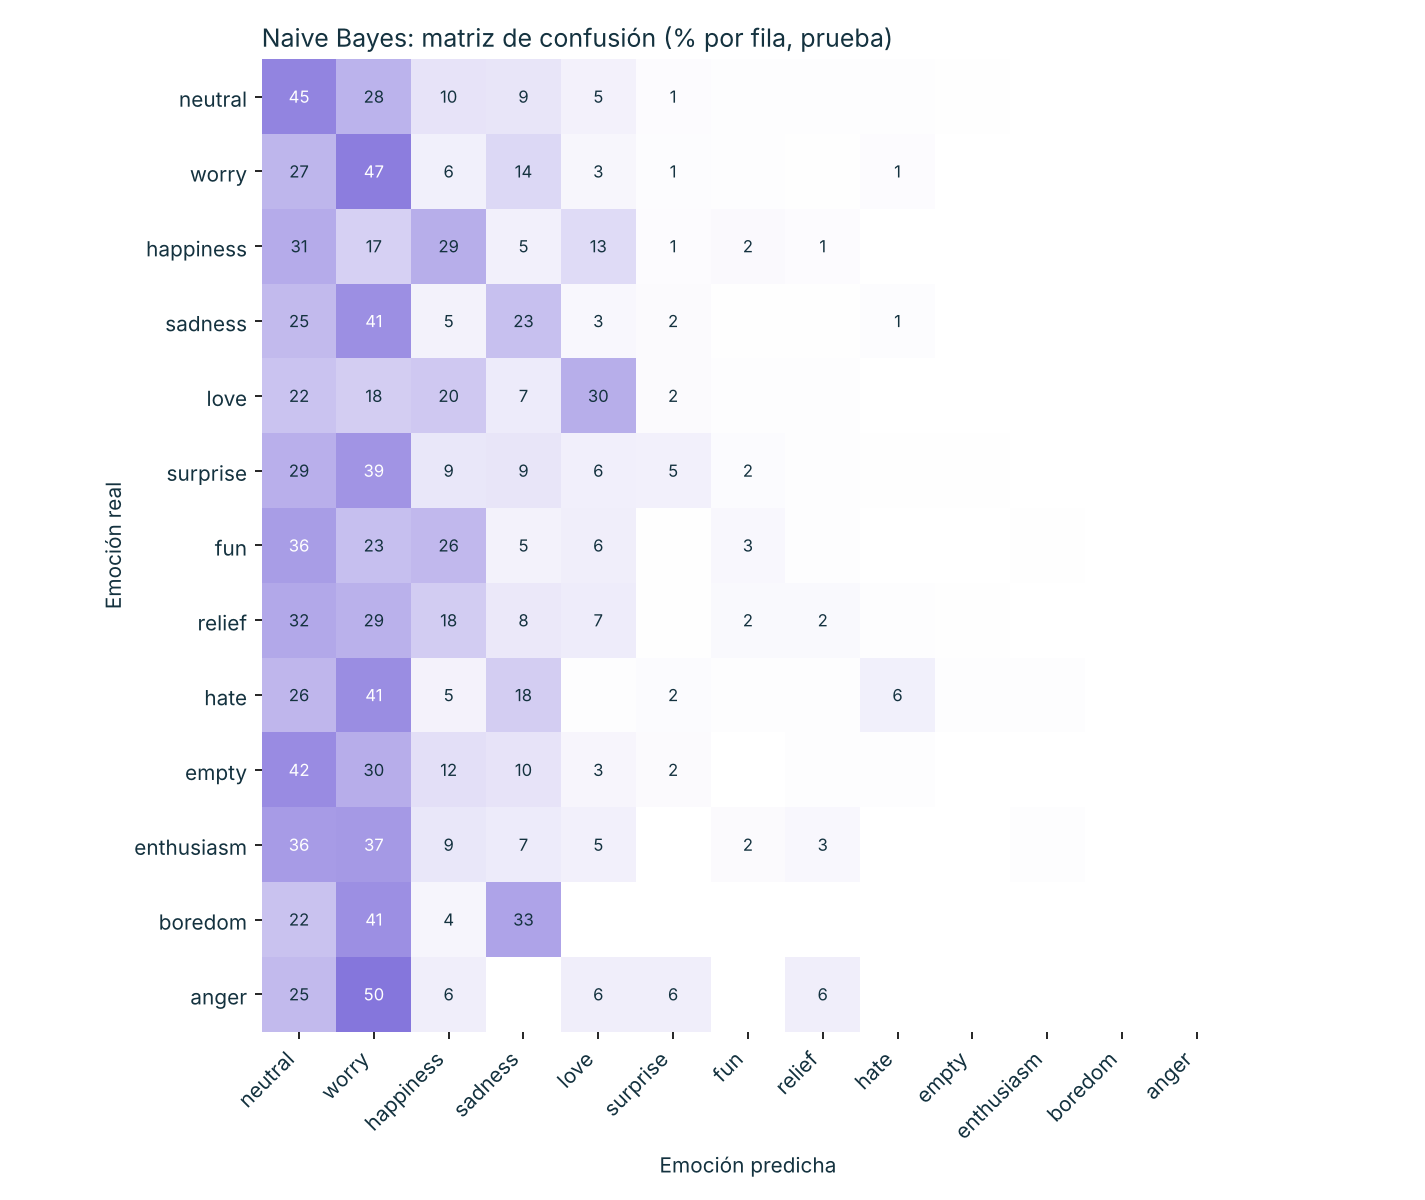 Naive Bayes: matriz de confusión (% por fila, prueba)
neutral 45 28 10 9 5 1
worry 27 47 6 14 3 1 1
happiness 31 17 29 5 13 1 2 1
sadness 25 41 5 23 3 2 1
love 22 18 20 7 30 2
surprise 29 39 9 9 6 5 2
fun 36 23 26 5 6 3
relief 32 29 18 8 7 2 2
hate 26 41 5 18 2 6
empty 42 30 12 10 3 2
enthusiasm 36 37 9 7 5 2 3
boredom 22 41 4 33
anger 25 50 6 6 6 6
Emoción real
neutral worry happiness sadness love surprise fun relief hate empty enthusiasm boredom anger
Emoción predicha